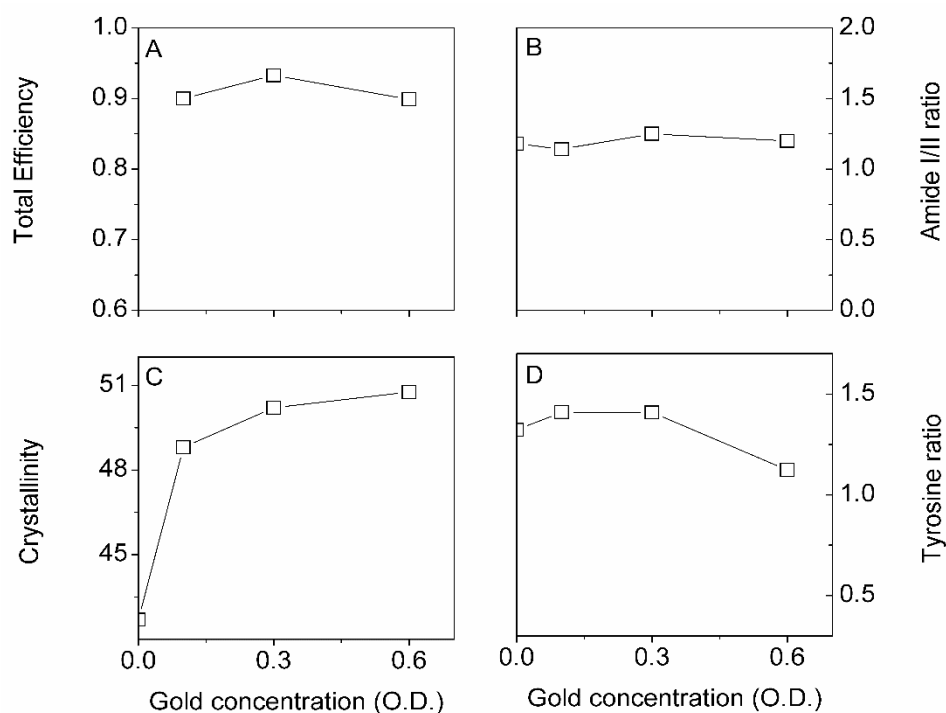 Total Efficiency
1.0
0.9
0.8
0.7
0.6
A
B
2.0
1.5
1.0
0.5
0.0
Amide I/II ratio
Crystallinity
51
48
45
C
0.0
0.3
0.6
Gold concentration (O.D.)
D
1.5
1.0
0.5
Tyrosine ratio
0.0
0.3
0.6
Gold concentration (O.D.)